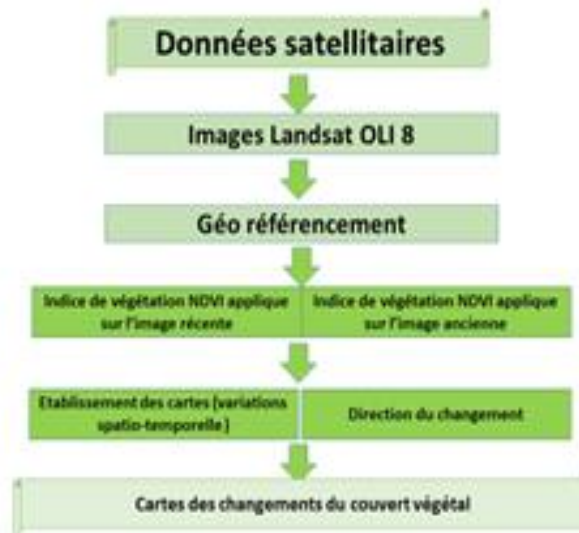 Données satellitaires
Images Landsat OLI 8
Géo référencement
Indice de végétation NDVI applique
sur l'image récente
Indice de végétation NDVI applique
sur l'image ancienne
Etablissement des cartes (variations
spatio-temporelle)
Direction du changement
Cartes des changements du couvert végétal